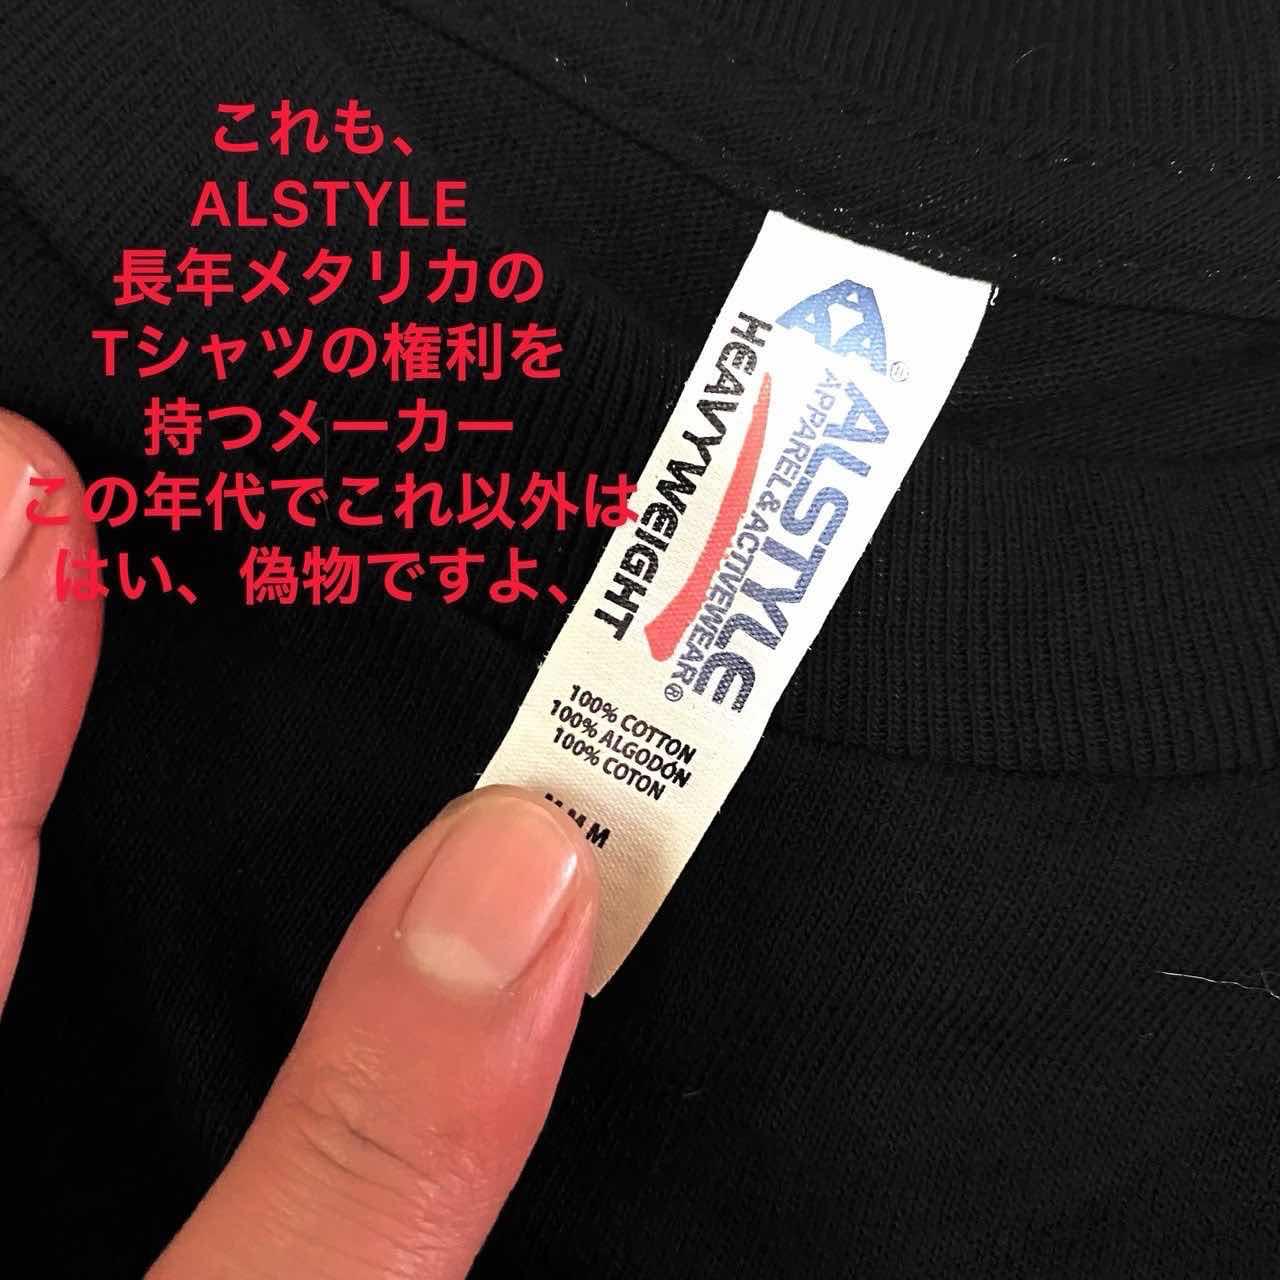 これも、
ALSTYLE
長年メタリカの
Tシャツの権利を
持つメーカー
この年代でこれ以外は
はい、偽物ですよ、
AAA
®
ALSTYLE
APPAREL&ACTIVEWEAR®
HEAVYWEIGHT
100% COTTON
100% ALGODÓN
100% COTON
M M M